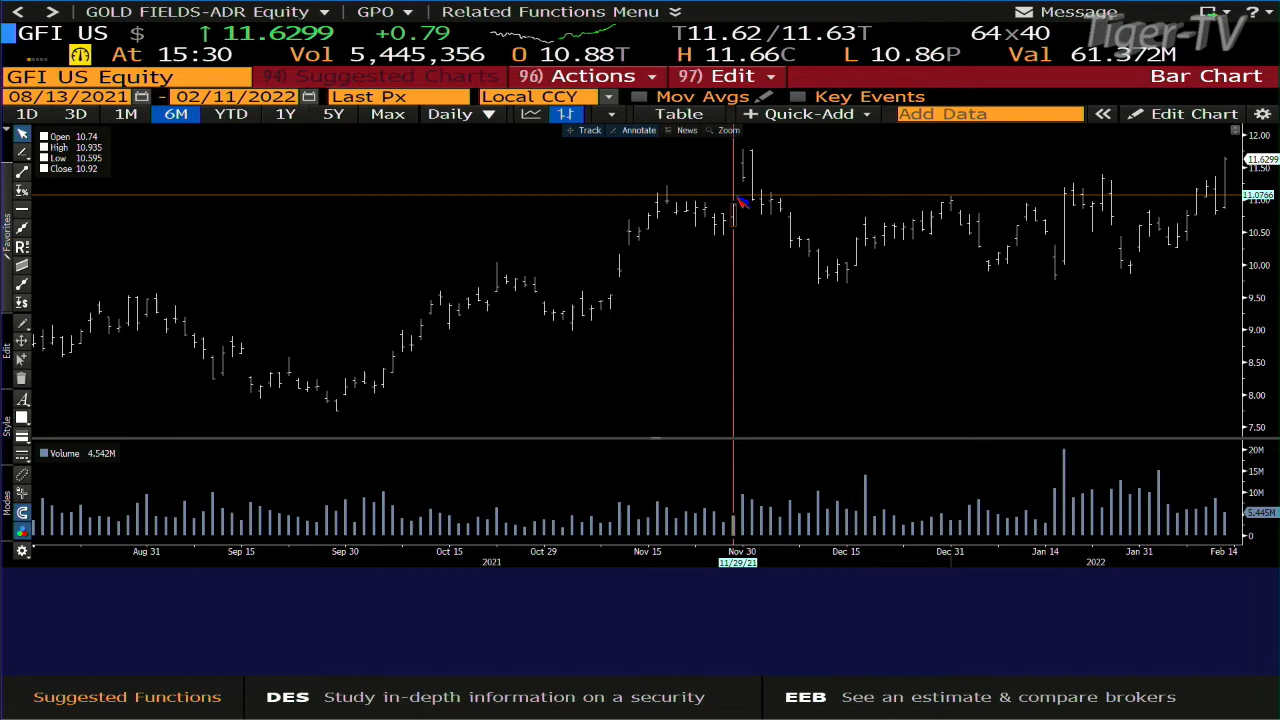 < > GOLD FIELDS-ADR Equity GPO Related Functions Menu Message ?
GFI US $ ↑ 11.6299 +0.79 T11.62/11.63T 64×40 Tiger-TV
At 15:30 Vol 5,445,356 O 10.88T H 11.66C L 10.86P Val 61.372M
GFI US Equity 94) Suggested Charts 96) Actions 97) Edit Bar Chart
08/13/2021 - 02/11/2022 Last Px Local CCY Mov Avgs Key Events
1D 3D 1M 6M YTD 1Y 5Y Max Daily ▼ Table + Quick-Add Add Data « Edit Chart
Track Annotate News Zoom
Open 10.74
High 10.935
Low 10.595
Close 10.92
12.00
11.6299
11.50
11.0766
11.00
10.50
10.00
9.50
9.00
8.50
8.00
7.50
Favorites
Edit
Style
Modes
Volume 4.542M
20M
15M
10M
5.445M
0
Aug 31 Sep 15 Sep 30 Oct 15 Oct 29 Nov 15 Nov 30 Dec 15 Dec 31 Jan 14 Jan 31 Feb 14
2021 11/29/21 2022
Suggested Functions DES Study in-depth information on a security EEB See an estimate & compare brokers